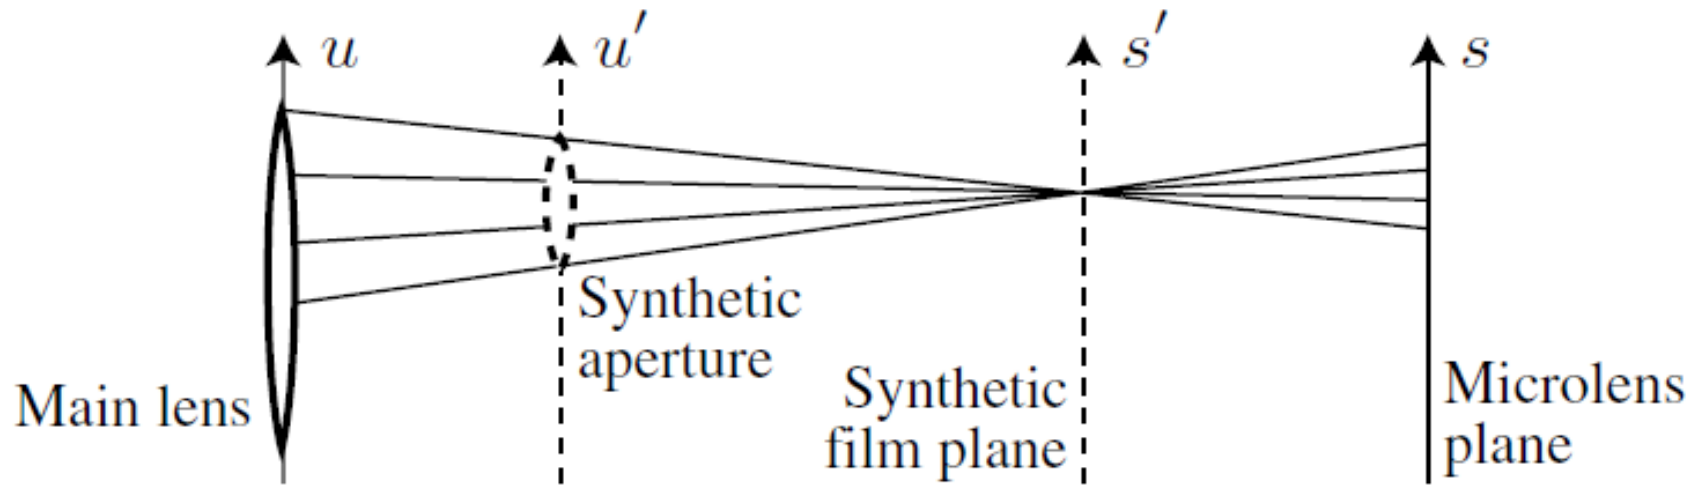 u
u′
s′
s
Synthetic
aperture
Main lens
Synthetic
film plane
Microlens
plane